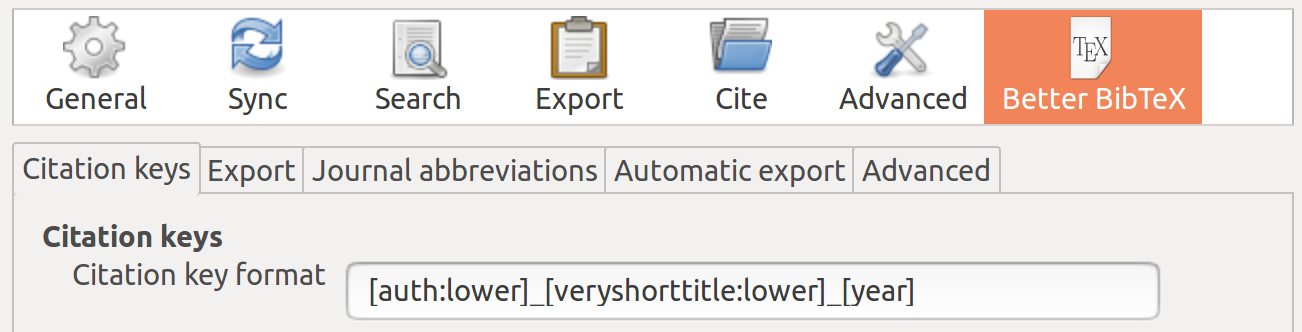 TEX
General Sync Search Export Cite Advanced Better BibTeX
Citation keys Export Journal abbreviations Automatic export Advanced
Citation keys
Citation key format [auth:lower]_[veryshorttitle:lower]_[year]